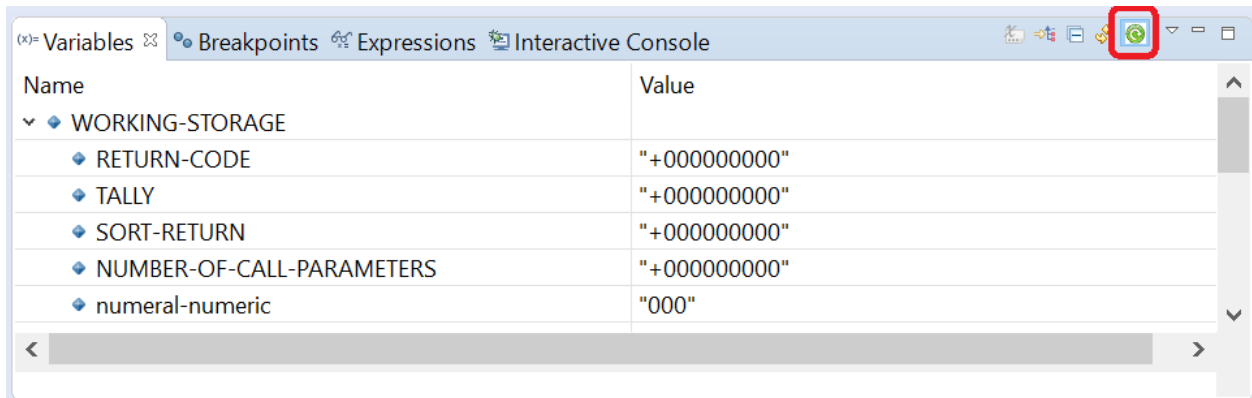 (x)= Variables Breakpoints Expressions Interactive Console
Name Value
WORKING-STORAGE
RETURN-CODE "+000000000"
TALLY "+000000000"
SORT-RETURN "+000000000"
NUMBER-OF-CALL-PARAMETERS "+000000000"
numeral-numeric "000"